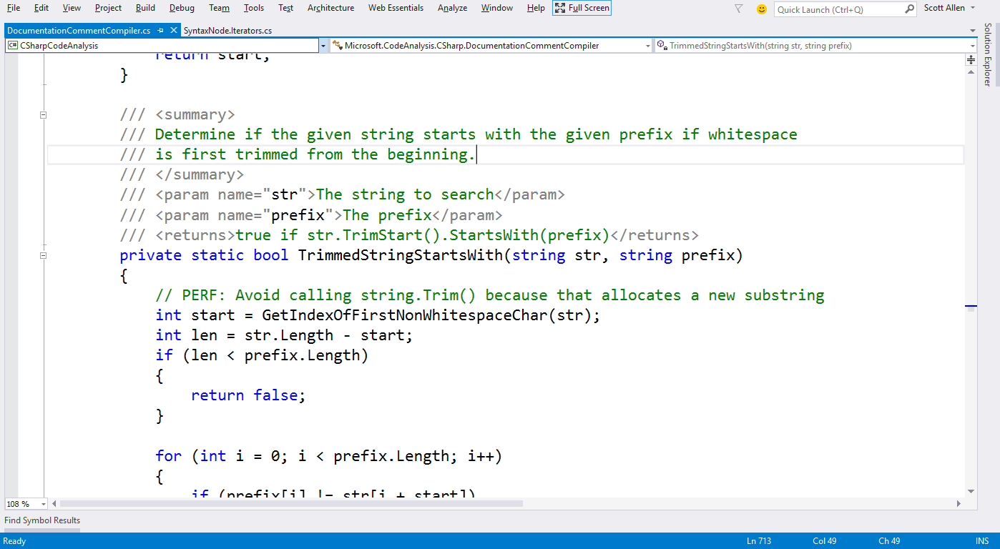 File Edit View Project Build Debug Team Tools Test Architecture Web Essentials Analyze Window Help Full Screen Quick Launch (Ctrl+Q) Scott Allen
DocumentationCommentCompiler.cs SyntaxNode.Iterators.cs
Solution Explorer
C# CSharpCodeAnalysis Microsoft.CodeAnalysis.CSharp.DocumentationCommentCompiler TrimmedStringStartsWith(string str, string prefix)
return start;
}
/// <summary>
/// Determine if the given string starts with the given prefix if whitespace
/// is first trimmed from the beginning.
/// </summary>
/// <param name="str">The string to search</param>
/// <param name="prefix">The prefix</param>
/// <returns>true if str.TrimStart().StartsWith(prefix)</returns>
private static bool TrimmedStringStartsWith(string str, string prefix)
{
// PERF: Avoid calling string.Trim() because that allocates a new substring
int start = GetIndexOfFirstNonWhitespaceChar(str);
int len = str.Length - start;
if (len < prefix.Length)
{
return false;
}
for (int i = 0; i < prefix.Length; i++)
{
if (prefix[i] != str[i + start])
108 %
Find Symbol Results
Ready Ln 713 Col 49 Ch 49 INS